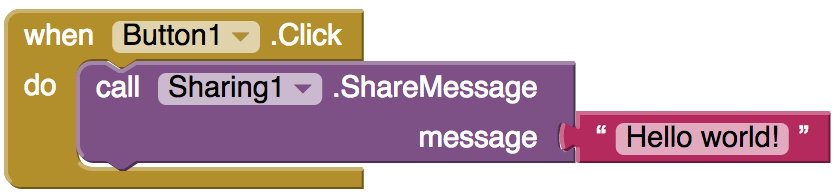 when Button1 .Click
do call Sharing1 .ShareMessage
message “ Hello world! ”